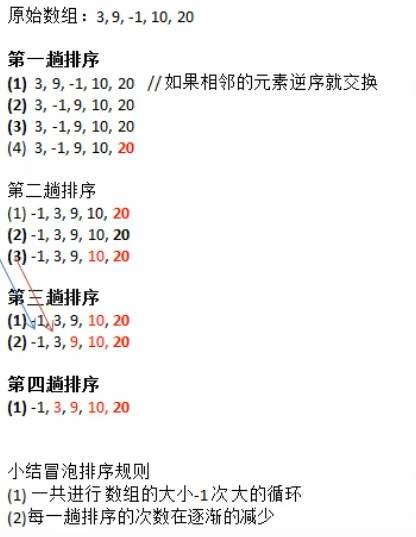 原始数组：3, 9, -1, 10, 20
第一趟排序
(1) 3, 9, -1, 10, 20 //如果相邻的元素逆序就交换
(2) 3, -1, 9, 10, 20
(3) 3, -1, 9, 10, 20
(4) 3, -1, 9, 10, 20
第二趟排序
(1) -1, 3, 9, 10, 20
(2) -1, 3, 9, 10, 20
(3) -1, 3, 9, 10, 20
第三趟排序
(1) -1, 3, 9, 10, 20
(2) -1, 3, 9, 10, 20
第四趟排序
(1) -1, 3, 9, 10, 20
小结冒泡排序规则
(1) 一共进行 数组的大小-1 次 大的循环
(2)每一趟排序的次数在逐渐的减少